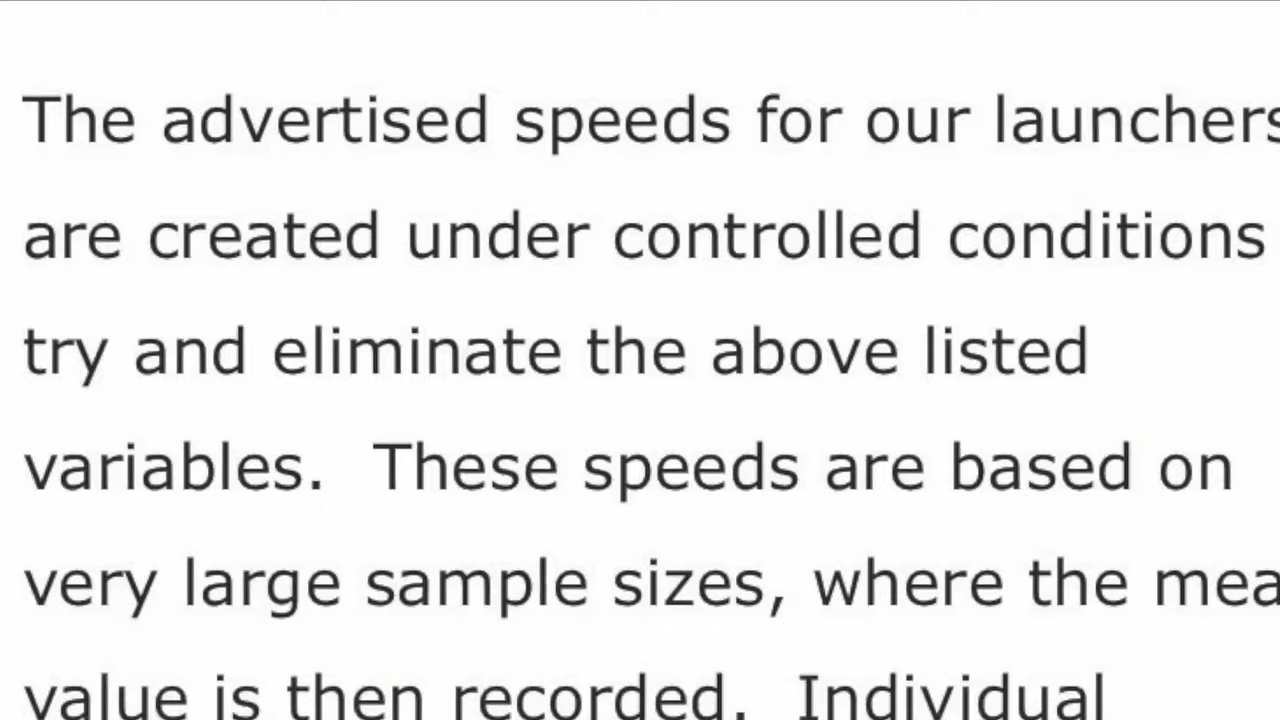 The advertised speeds for our launchers
are created under controlled conditions
try and eliminate the above listed
variables.  These speeds are based on
very large sample sizes, where the mea
value is then recorded.  Individual